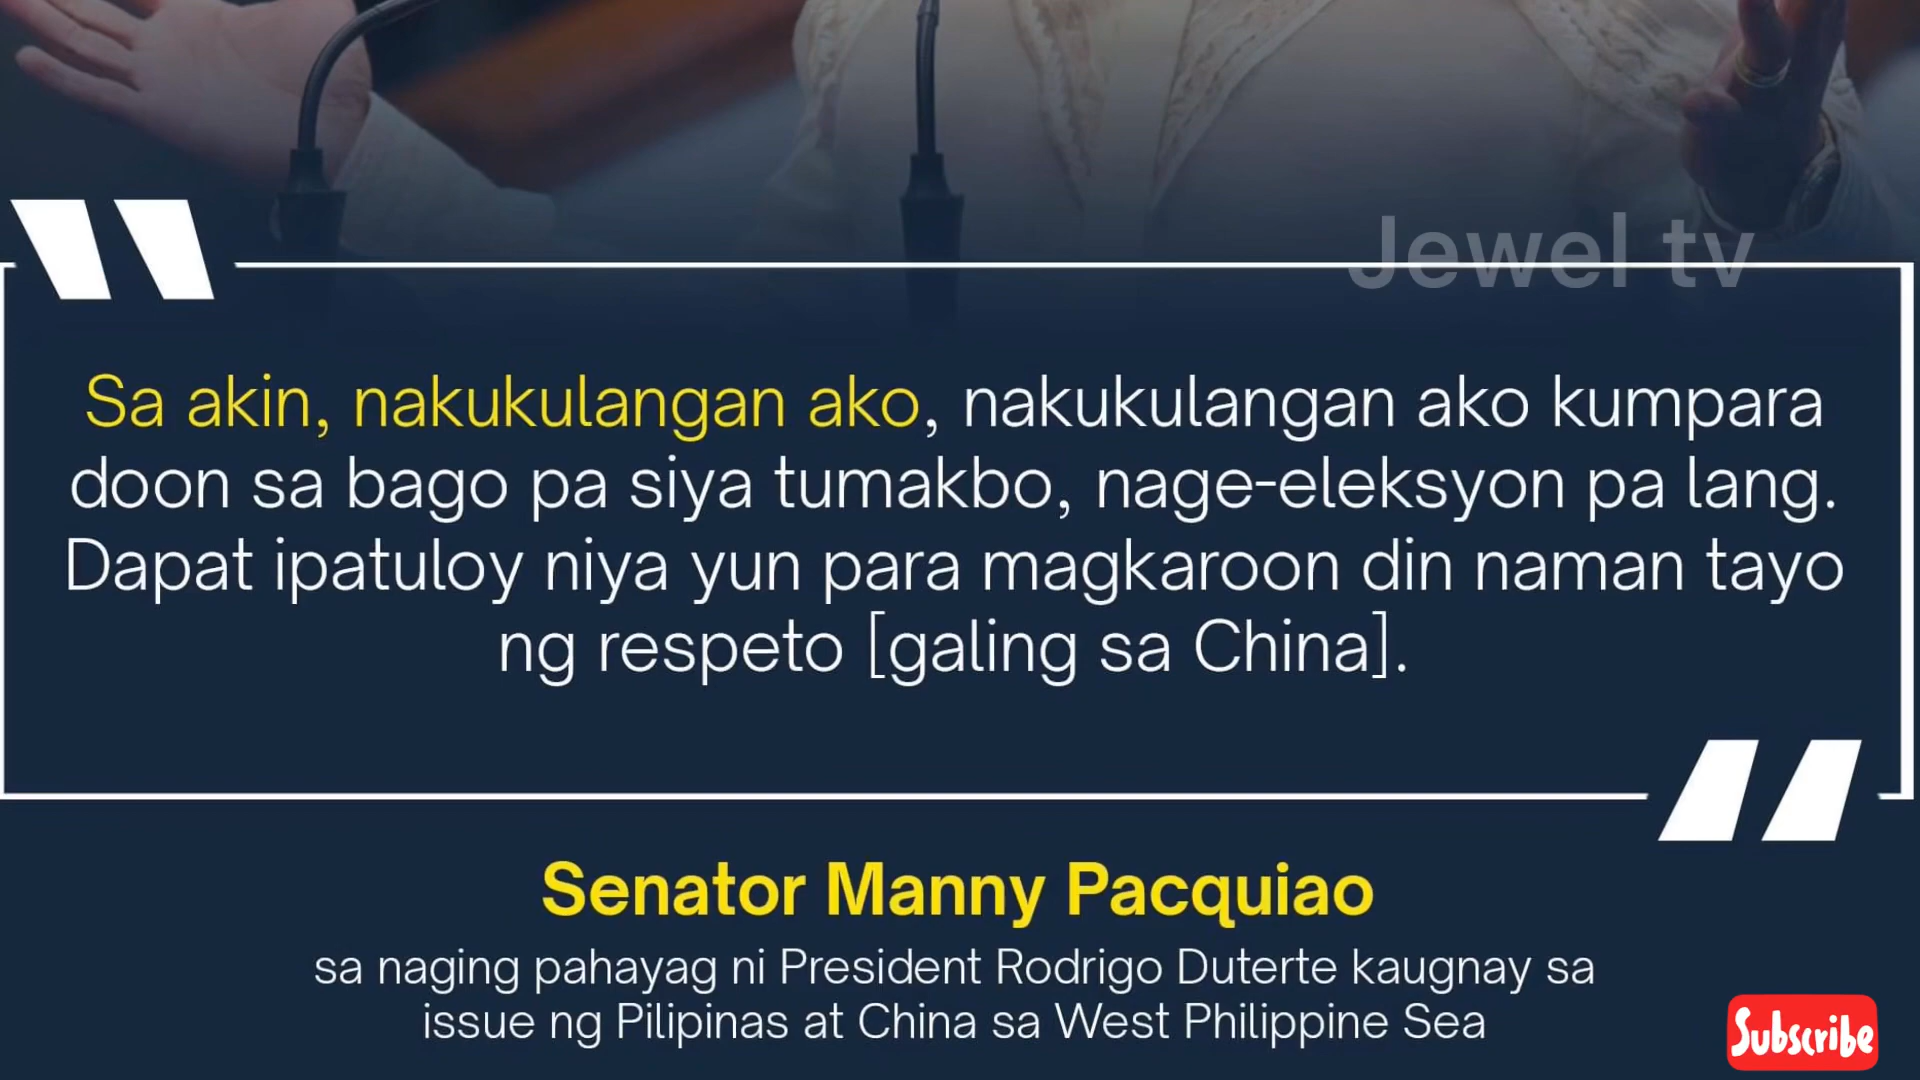 Jewel tv
Sa akin, nakukulangan ako, nakukulangan ako kumpara
doon sa bago pa siya tumakbo, nage-eleksyon pa lang.
Dapat ipatuloy niya yun para magkaroon din naman tayo
ng respeto [galing sa China].
Senator Manny Pacquiao
sa naging pahayag ni President Rodrigo Duterte kaugnay sa
issue ng Pilipinas at China sa West Philippine Sea
Subscribe